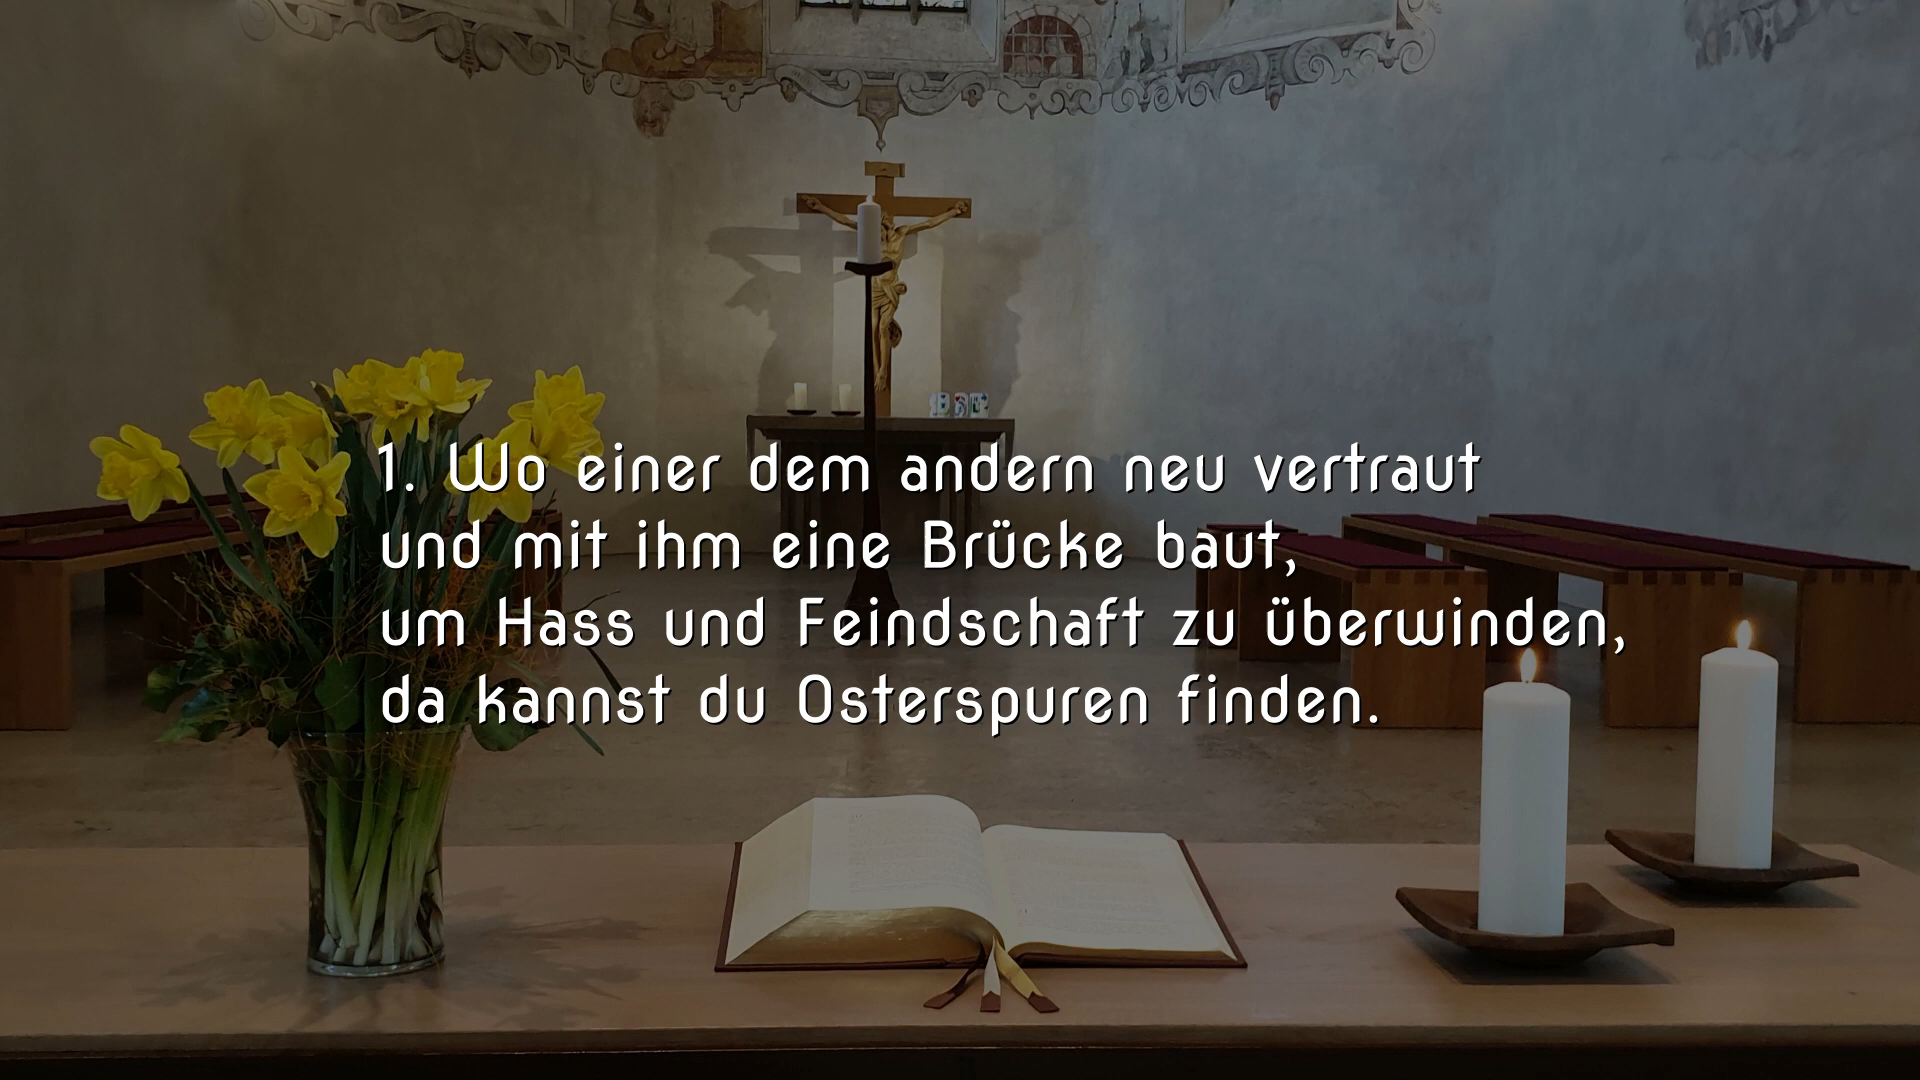 1. Wo einer dem andern neu vertraut
und mit ihm eine Brücke baut,
um Hass und Feindschaft zu überwinden,
da kannst du Osterspuren finden.